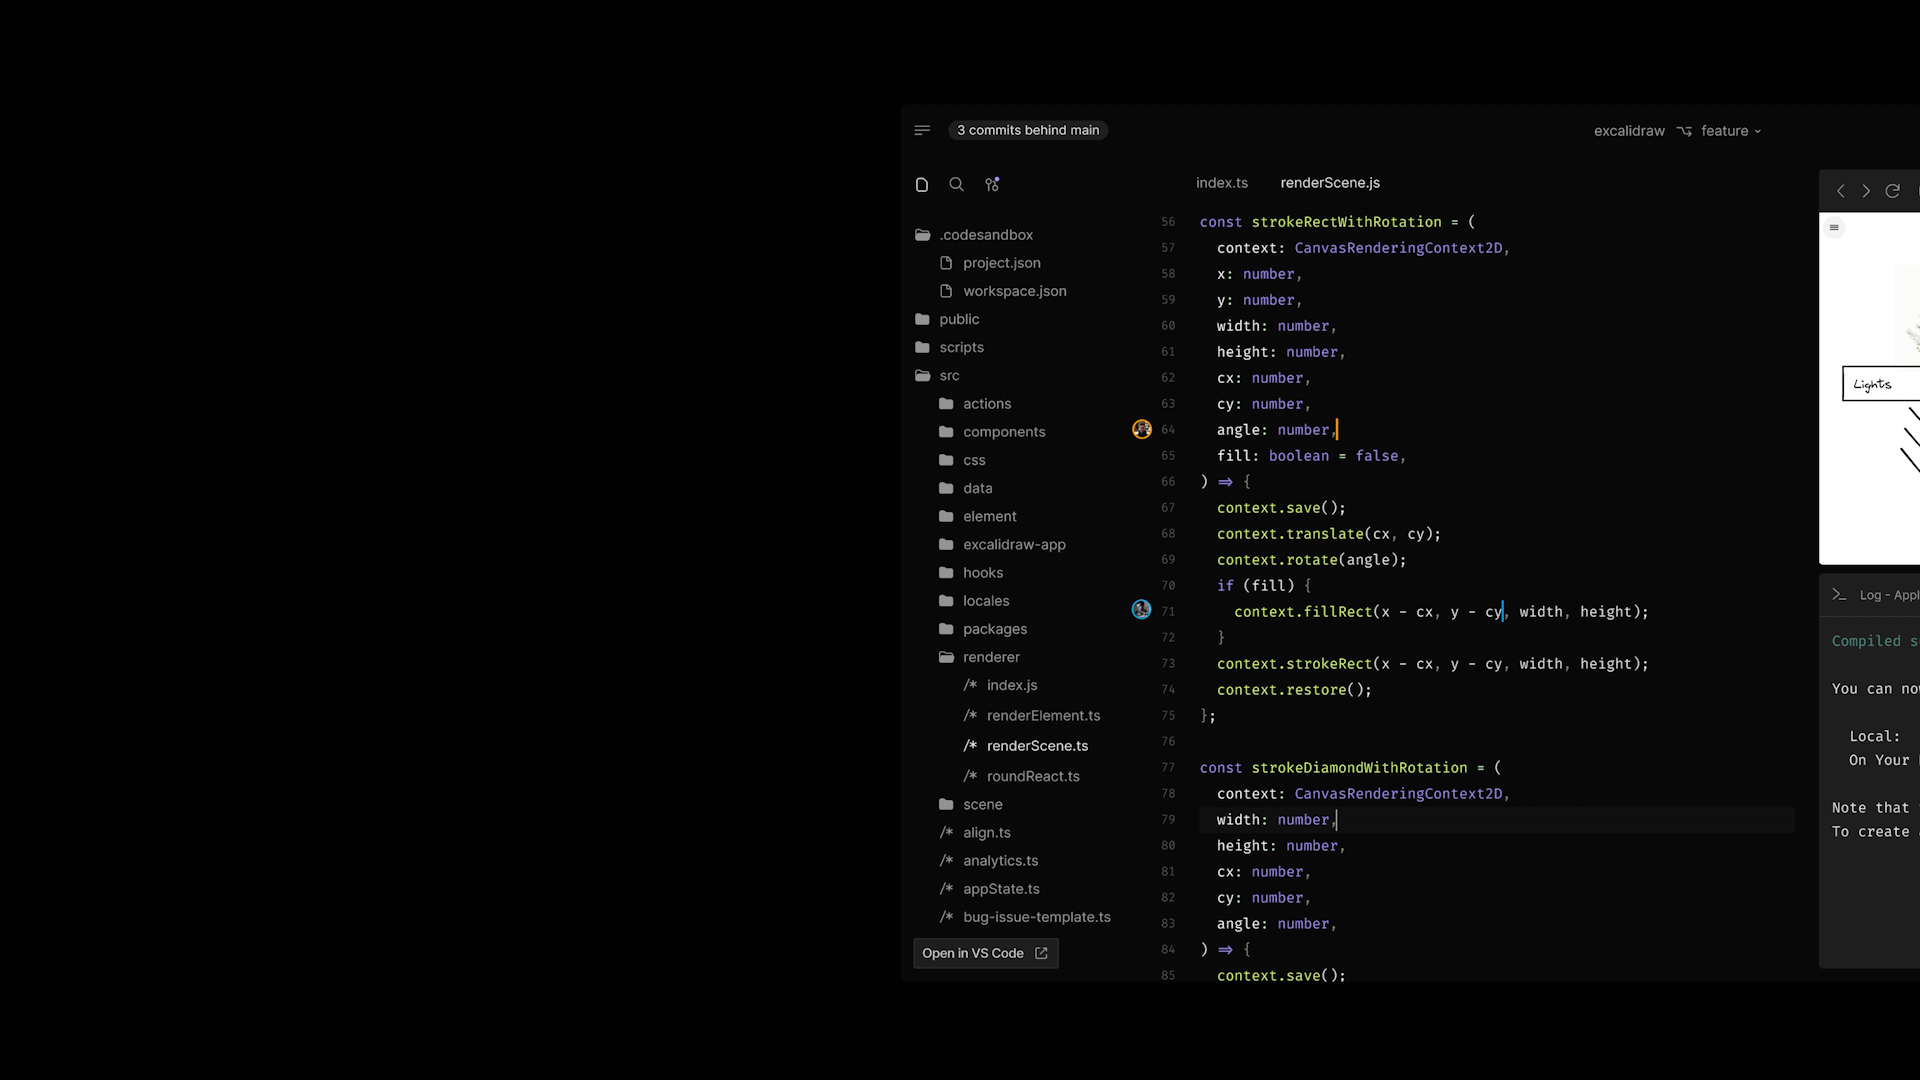 3 commits behind main
excalidraw feature
.codesandbox
project.json
workspace.json
public
scripts
src
actions
components
css
data
element
excalidraw-app
hooks
locales
packages
renderer
/* index.js
/* renderElement.ts
/* renderScene.ts
/* roundReact.ts
scene
/* align.ts
/* analytics.ts
/* appState.ts
/* bug-issue-template.ts
Open in VS Code
index.ts renderScene.js
56 const strokeRectWithRotation = (
57 context: CanvasRenderingContext2D,
58 x: number,
59 y: number,
60 width: number,
61 height: number,
62 cx: number,
63 cy: number,
64 angle: number,
65 fill: boolean = false,
66 ) => {
67 context.save();
68 context.translate(cx, cy);
69 context.rotate(angle);
70 if (fill) {
71 context.fillRect(x - cx, y - cy, width, height);
72 }
73 context.strokeRect(x - cx, y - cy, width, height);
74 context.restore();
75 };
76
77 const strokeDiamondWithRotation = (
78 context: CanvasRenderingContext2D,
79 width: number,
80 height: number,
81 cx: number,
82 cy: number,
83 angle: number,
84 ) => {
85 context.save();
Lights
Log - Appl
Compiled s
You can no
Local:
On Your
Note that
To create